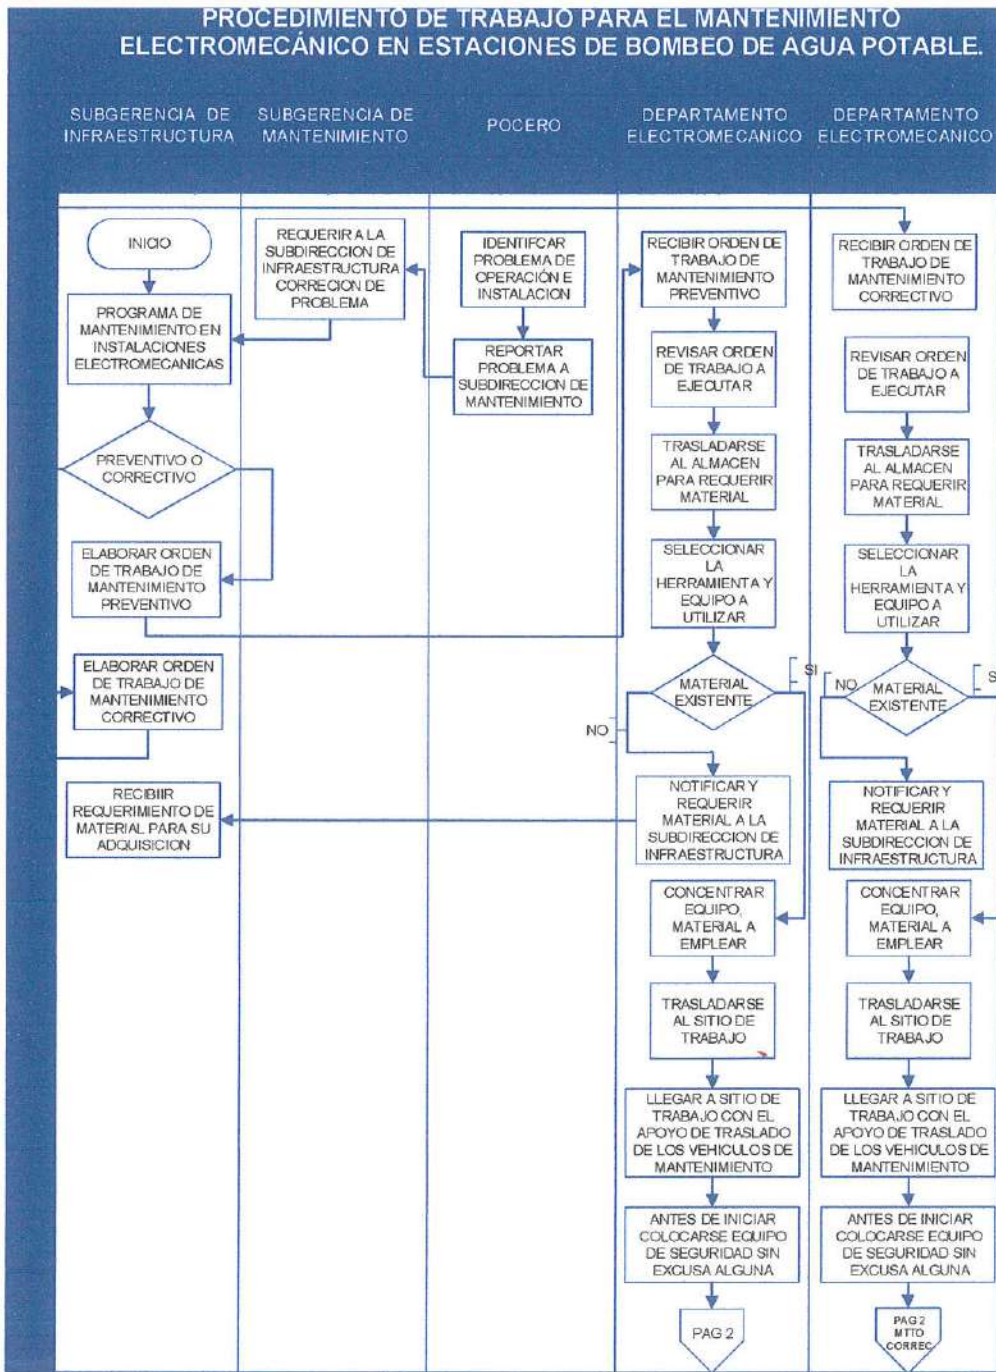 PROCEDIMIENTO DE TRABAJO PARA EL MANTENIMIENTO
ELECTROMECÁNICO EN ESTACIONES DE BOMBEO DE AGUA POTABLE.
SUBGERENCIA DE
INFRAESTRUCTURA
SUBGERENCIA DE
MANTENIMIENTO
POCERO
DEPARTAMENTO
ELECTROMECANICO
DEPARTAMENTO
ELECTROMECANICO
INICIO
PROGRAMA DE
MANTENIMIENTO EN
INSTALACIONES
ELECTROMECANICAS
PREVENTIVO O
CORRECTIVO
ELABORAR ORDEN
DE TRABAJO DE
MANTENIMIENTO
PREVENTIVO
ELABORAR ORDEN
DE TRABAJO DE
MANTENIMIENTO
CORRECTIVO
RECIBIIR
REQUERIMIENTO DE
MATERIAL PARA SU
ADQUISICION
REQUERIR A LA
SUBDIRECCION DE
INFRAESTRUCTURA
CORRECION DE
PROBLEMA
IDENTIFCAR
PROBLEMA DE
OPERACIÓN E
INSTALACION
REPORTAR
PROBLEMA A
SUBDIRECCION DE
MANTENIMIENTO
RECIBIR ORDEN DE
TRABAJO DE
MANTENIMIENTO
PREVENTIVO
REVISAR ORDEN
DE TRABAJO A
EJECUTAR
TRASLADARSE
AL ALMACEN
PARA REQUERIR
MATERIAL
SELECCIONAR
LA
HERRAMIENTA Y
EQUIPO A
UTILIZAR
MATERIAL
EXISTENTE
SI
NO
NOTIFICAR Y
REQUERIR
MATERIAL A LA
SUBDIRECCION DE
INFRAESTRUCTURA
CONCENTRAR
EQUIPO,
MATERIAL A
EMPLEAR
TRASLADARSE
AL SITIO DE
TRABAJO
LLEGAR A SITIO DE
TRABAJO CON EL
APOYO DE TRASLADO
DE LOS VEHICULOS DE
MANTENIMIENTO
ANTES DE INICIAR
COLOCARSE EQUIPO
DE SEGURIDAD SIN
EXCUSA ALGUNA
PAG 2
RECIBIR ORDEN DE
TRABAJO DE
MANTENIMIENTO
CORRECTIVO
REVISAR ORDEN
DE TRABAJO A
EJECUTAR
TRASLADARSE
AL ALMACEN
PARA REQUERIR
MATERIAL
SELECCIONAR
LA
HERRAMIENTA Y
EQUIPO A
UTILIZAR
NO
MATERIAL
EXISTENTE
S
NOTIFICAR Y
REQUERIR
MATERIAL A LA
SUBDIRECCION DE
INFRAESTRUCTURA
CONCENTRAR
EQUIPO,
MATERIAL A
EMPLEAR
TRASLADARSE
AL SITIO DE
TRABAJO
LLEGAR A SITIO DE
TRABAJO CON EL
APOYO DE TRASLADO
DE LOS VEHICULOS DE
MANTENIMIENTO
ANTES DE INICIAR
COLOCARSE EQUIPO
DE SEGURIDAD SIN
EXCUSA ALGUNA
PAG 2
MTTO
CORREC